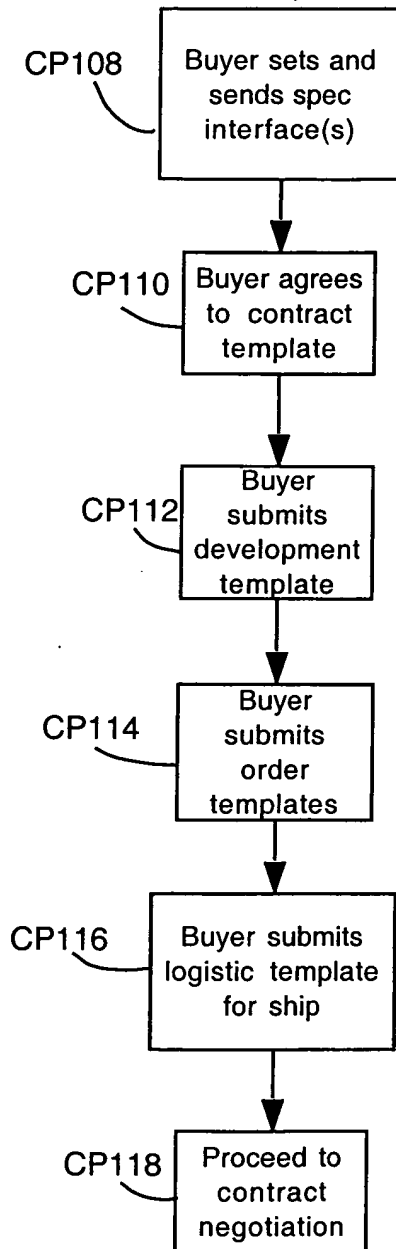 CP108
Buyer sets and
sends spec
interface(s)
CP110
Buyer agrees
to contract
template
CP112
Buyer
submits
development
template
CP114
Buyer
submits
order
templates
CP116
Buyer submits
logistic template
for ship
CP118
Proceed to
contract
negotiation